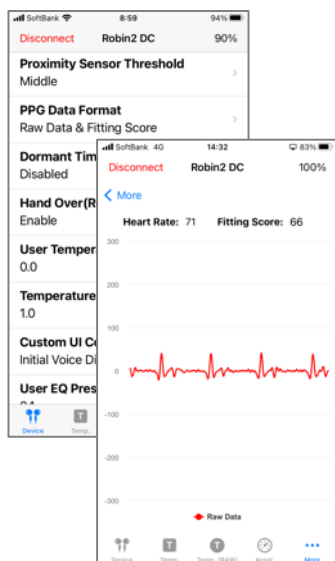 SoftBank 8:59 94%
Disconnect Robin2 DC 90%
Proximity Sensor Threshold
Middle
PPG Data Format
Raw Data & Fitting Score
Dormant Tim
Disabled
Hand Over(R
Enable
User Temper
0.0
Temperature
1.0
Custom UI Co
Initial Voice Di
User EQ Pres
Device Temp.
SoftBank 4G 14:32 83%
Disconnect Robin2 DC 100%
More
Heart Rate: 71 Fitting Score: 66
300
200
100
0
-100
-200
-300
Raw Data
Device Temp. Temp. (RAW) Accel. More